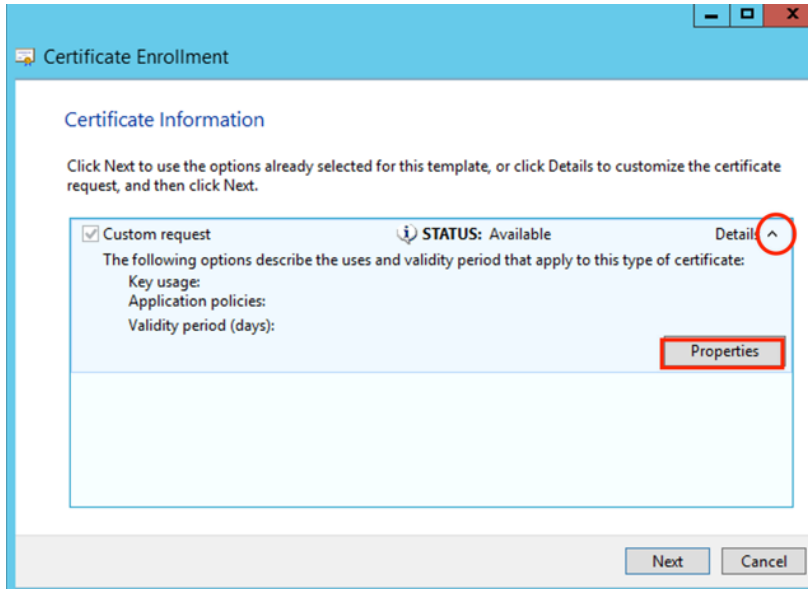 Certificate Enrollment
Certificate Information
Click Next to use the options already selected for this template, or click Details to customize the certificate
request, and then click Next.
Custom request STATUS: Available Details
The following options describe the uses and validity period that apply to this type of certificate:
Key usage:
Application policies:
Validity period (days):
Properties
Next Cancel